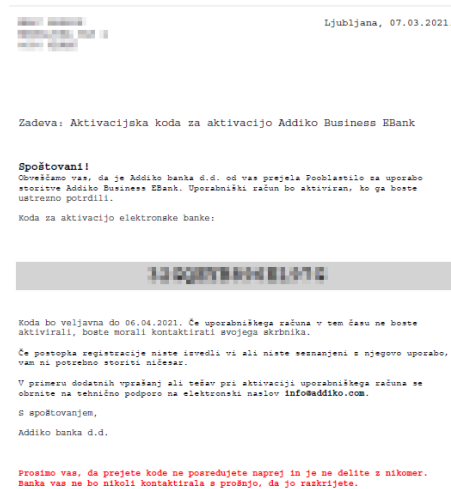 Ljubljana, 07.03.2021.
Zadeva: Aktivacijska koda za aktivacijo Addiko Business EBank
Spoštovani!
Obveščamo vas, da je Addiko banka d.d. od vas prejela Pooblastilo za uporabo
storitve Addiko Business EBank. Uporabniški račun bo aktiviran, ko ga boste
ustrezno potrdili.
Koda za aktivacijo elektronske banke:
Koda bo veljavna do 06.04.2021. Če uporabniškega računa v tem času ne boste
aktivirali, boste morali kontaktirati svojega skrbnika.
Če postopka registracije niste izvedli vi ali niste seznanjeni z njegovo uporabo,
vam ni potrebno storiti ničesar.
V primeru dodatnih vprašanj ali težav pri aktivaciji uporabniškega računa se
obrnite na tehnično podporo na elektronski naslov info@addiko.com.
S spoštovanjem,
Addiko banka d.d.
Prosimo vas, da prejete kode ne posredujete naprej in je ne delite z nikomer.
Banka vas ne bo nikoli kontaktirala s prošnjo, da jo razkrijete.